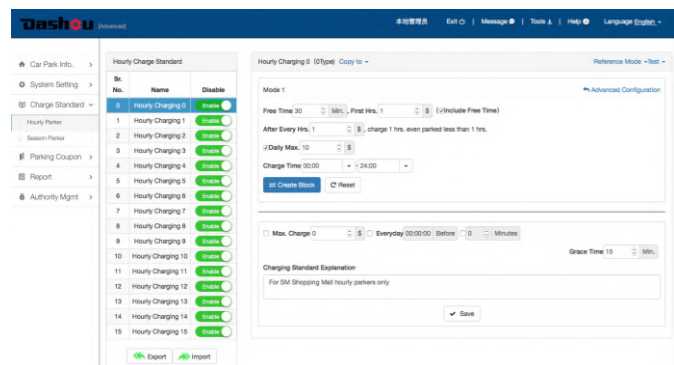 Dashou (Advanced)
本地管理员 Exit | Message | Tools | Help Language English
Car Park Info.
System Setting
Charge Standard
Hourly Parker
Season Parker
Parking Coupon
Report
Authority Mgmt
Hourly Charge Standard
Sr. No. Name Disable
0 Hourly Charging 0 Enable
1 Hourly Charging 1 Enable
2 Hourly Charging 2 Enable
3 Hourly Charging 3 Enable
4 Hourly Charging 4 Enable
5 Hourly Charging 5 Enable
6 Hourly Charging 6 Enable
7 Hourly Charging 7 Enable
8 Hourly Charging 8 Enable
9 Hourly Charging 9 Enable
10 Hourly Charging 10 Enable
11 Hourly Charging 11 Enable
12 Hourly Charging 12 Enable
13 Hourly Charging 13 Enable
14 Hourly Charging 14 Enable
15 Hourly Charging 15 Enable
Export Import
Hourly Charging 0 (0Type) Copy to Reference Mode -Test
Mode 1 Advanced Configuration
Free Time 30 Min. , First Hrs. 1 $ (Include Free Time)
After Every Hrs. 1 $ , charge 1 hrs. even parked less than 1 hrs.
Daily Max. 10 $
Charge Time 00:00 - 24:00
Create Block Reset
Max. Charge 0 $ Everyday 00:00:00 Before 0 Minutes
Grace Time 15 Min.
Charging Standard Explanation
For SM Shopping Mall hourly parkers only
Save